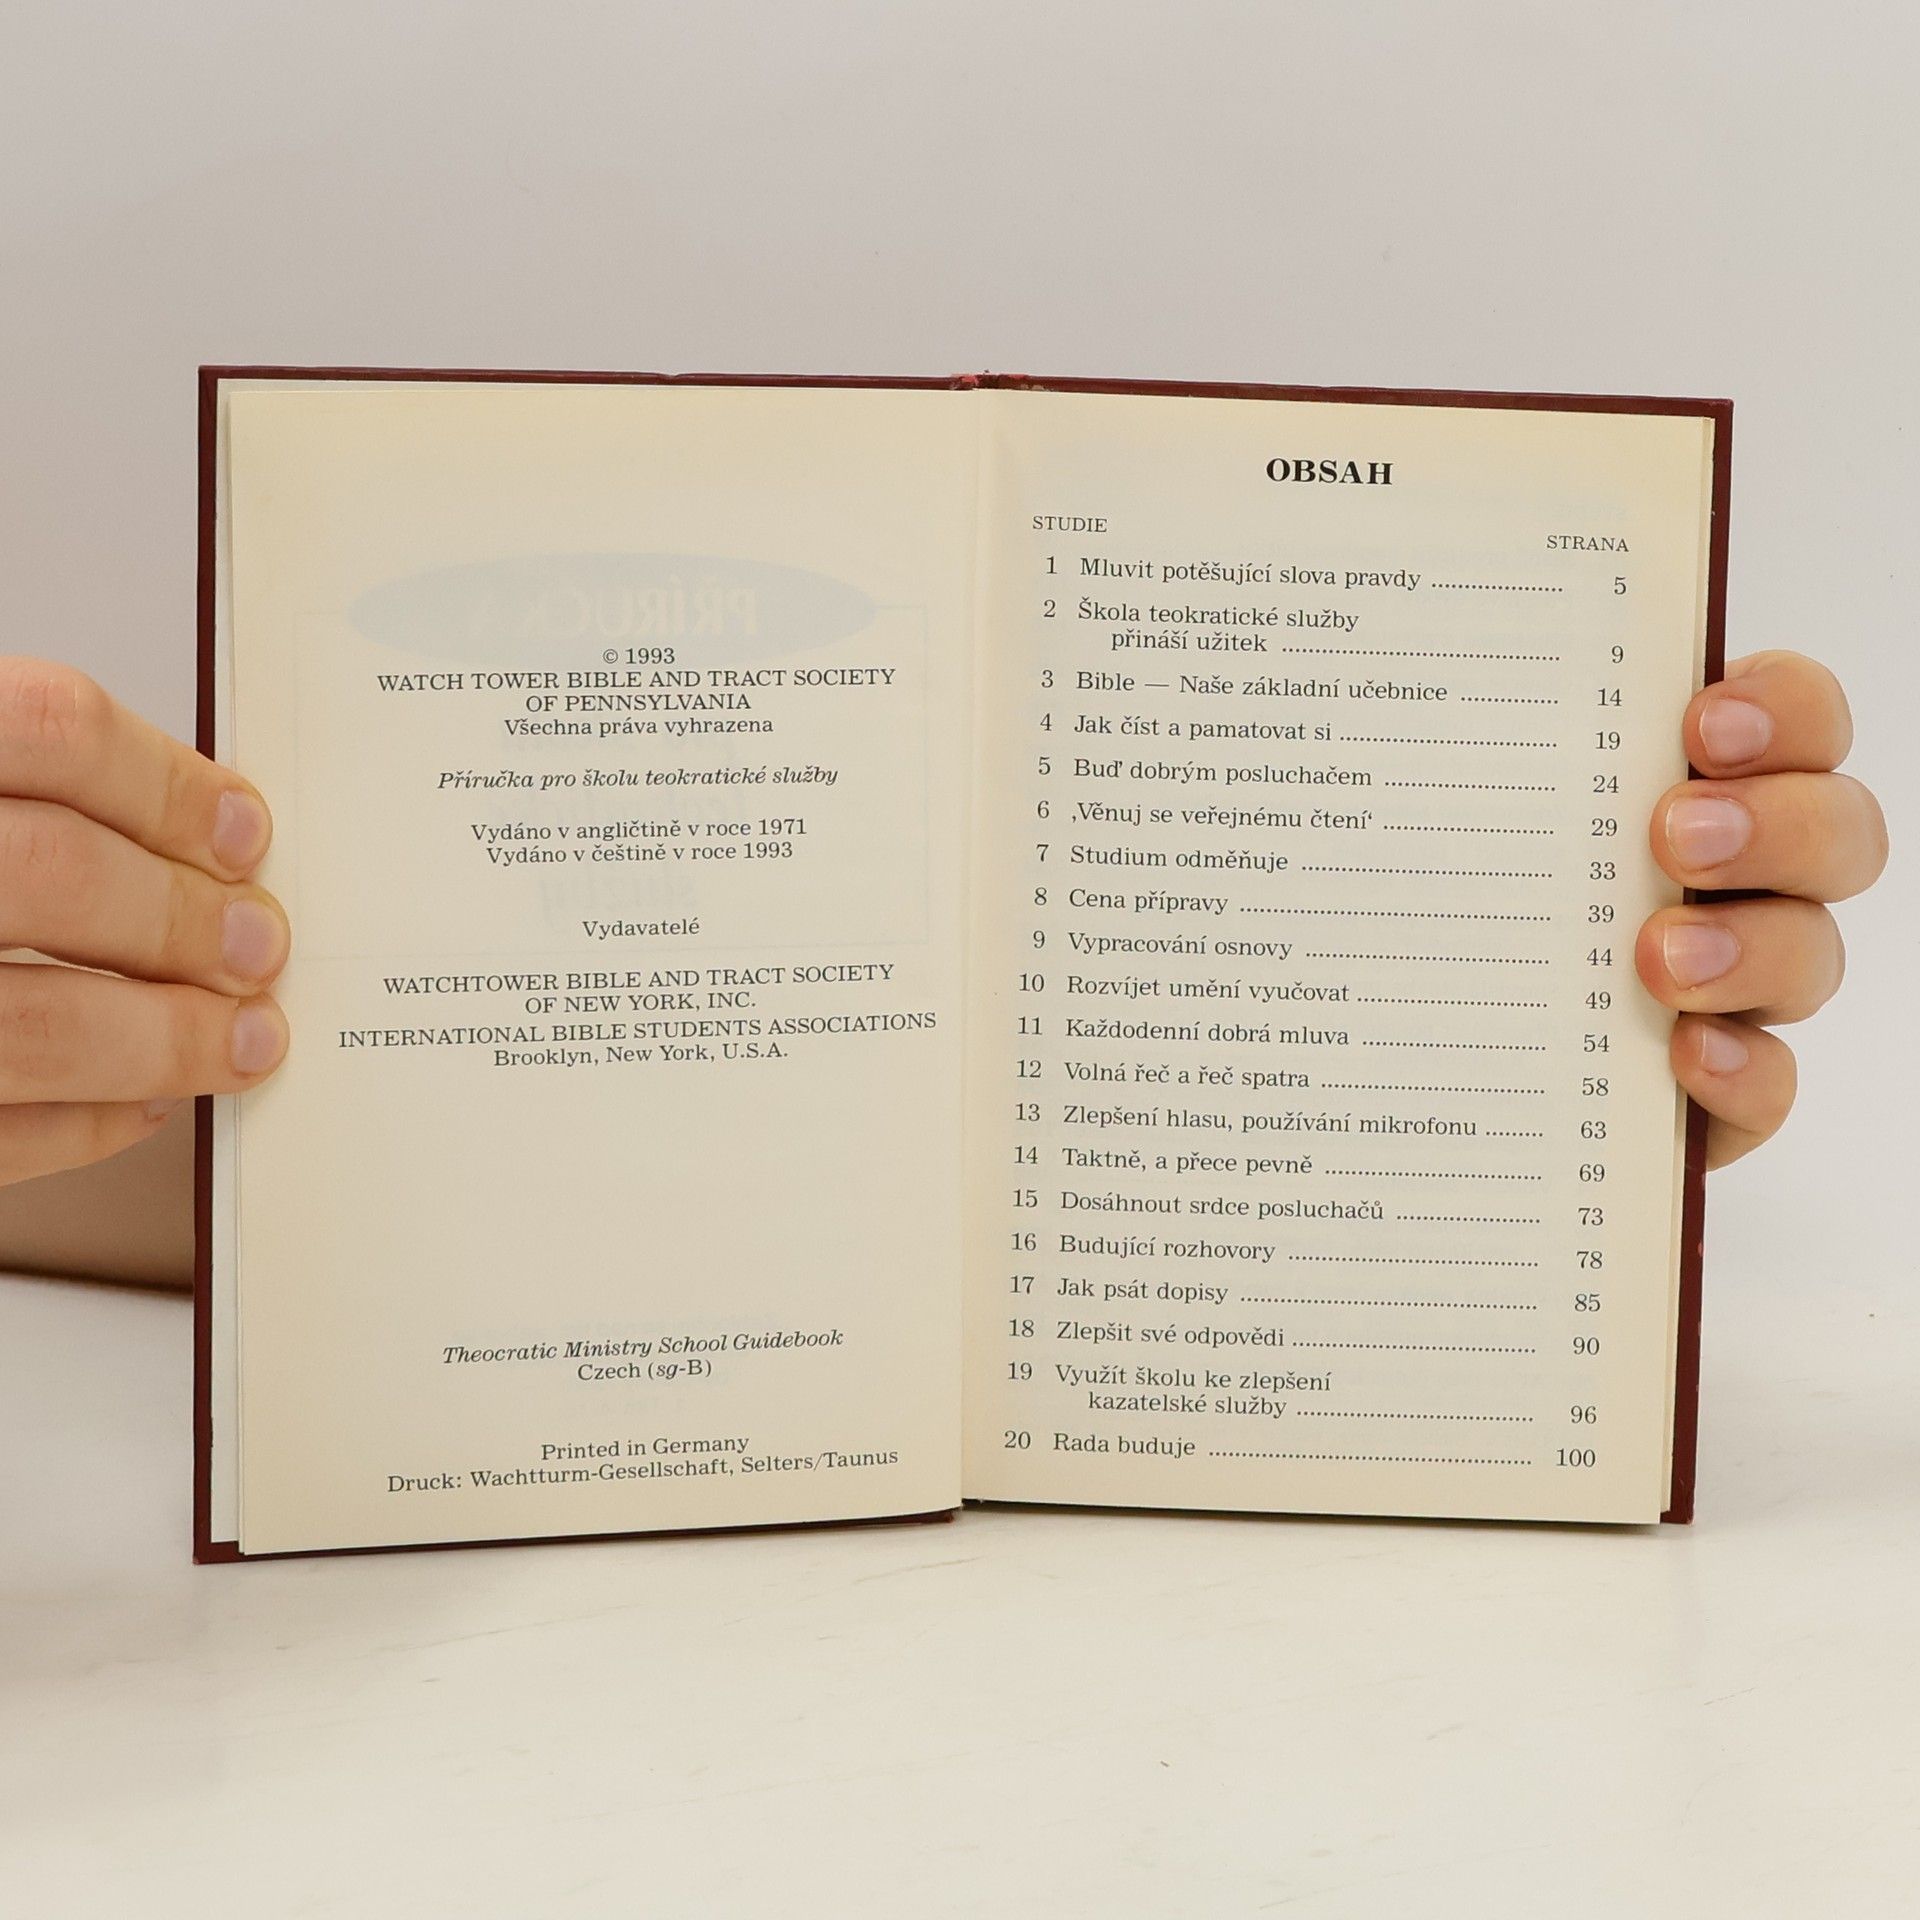 © 1993
WATCH TOWER BIBLE AND TRACT SOCIETY
OF PENNSYLVANIA
Všechna práva vyhrazena
Příručka pro školu teokratické služby
Vydáno v angličtině v roce 1971
Vydáno v češtině v roce 1993
Vydavatelé
WATCHTOWER BIBLE AND TRACT SOCIETY
OF NEW YORK, INC.
INTERNATIONAL BIBLE STUDENTS ASSOCIATIONS
Brooklyn, New York, U.S.A.
Theocratic Ministry School Guidebook
Czech (sg-B)
Printed in Germany
Druck: Wachtturm-Gesellschaft, Selters/Taunus
OBSAH
STUDIE STRANA
1 Mluvit potěšující slova pravdy ................... 5
2 Škola teokratické služby
přináší užitek ........................................ 9
3 Bible — Naše základní učebnice .............. 14
4 Jak číst a pamatovat si ............................... 19
5 Buď dobrým posluchačem ......................... 24
6 ‚Věnuj se veřejnému čtení‘ ......................... 29
7 Studium odměňuje .................................... 33
8 Cena přípravy ............................................ 39
9 Vypracování osnovy ................................... 44
10 Rozvíjet umění vyučovat ........................... 49
11 Každodenní dobrá mluva .......................... 54
12 Volná řeč a řeč spatra ................................ 58
13 Zlepšení hlasu, používání mikrofonu ......... 63
14 Taktně, a přece pevně ............................... 69
15 Dosáhnout srdce posluchačů ..................... 73
16 Budující rozhovory .................................... 78
17 Jak psát dopisy .......................................... 85
18 Zlepšit své odpovědi ................................... 90
19 Využít školu ke zlepšení
kazatelské služby .................................. 96
20 Rada buduje .............................................. 100